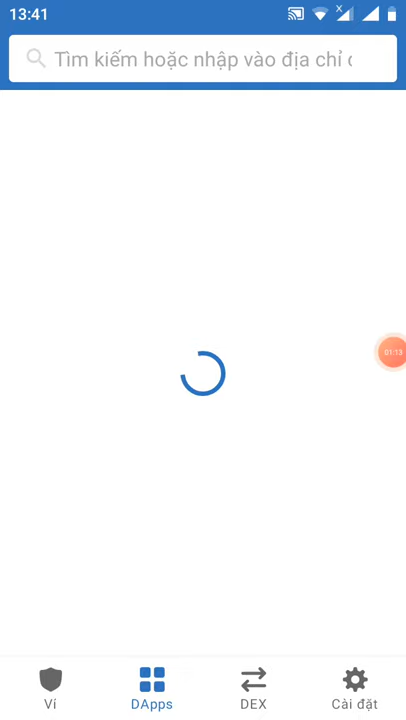 13:41
Tìm kiếm hoặc nhập vào địa chỉ
01:13
Ví
DApps
DEX
Cài đặt